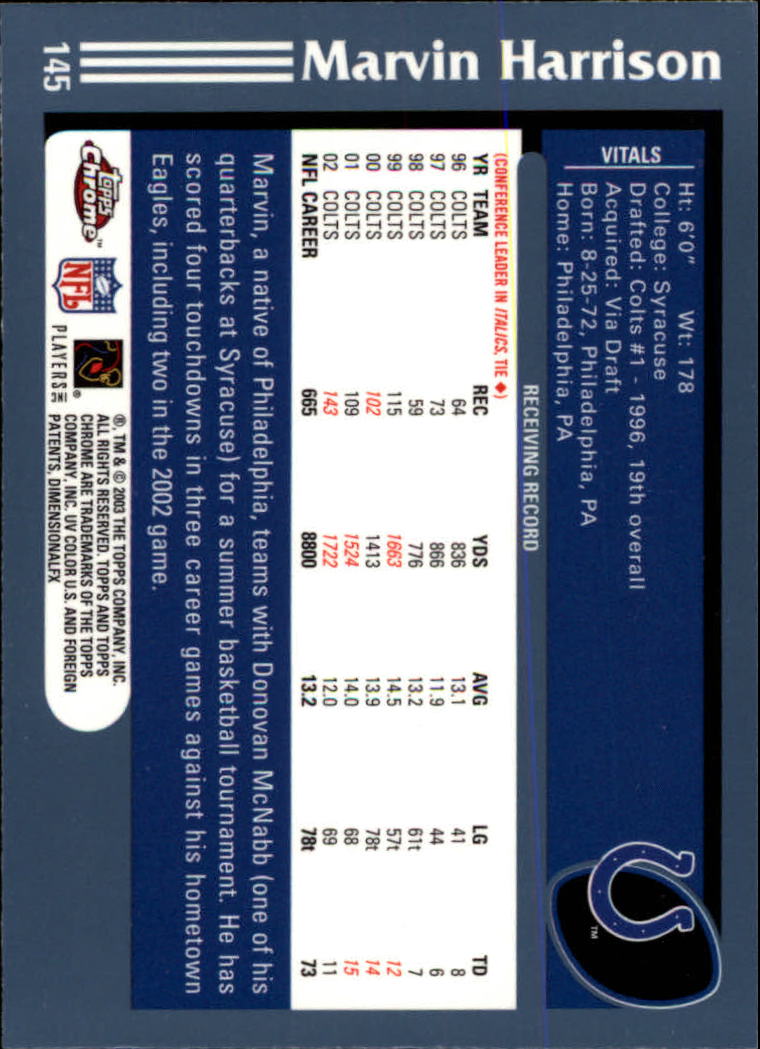 145 Marvin Harrison
VITALS
Ht: 6'0" Wt: 178
College: Syracuse
Drafted: Colts #1 - 1996, 19th overall
Acquired: Via Draft
Born: 8-25-72, Philadelphia, PA
Home: Philadelphia, PA
TM
RECEIVING RECORD
(CONFERENCE LEADER IN ITALICS, TIE ◆)
YR TEAM REC YDS AVG LG TD
96 COLTS 64 836 13.1 41 8
97 COLTS 73 866 11.9 44 6
98 COLTS 59 776 13.2 61t 7
99 COLTS 115 1663 14.5 57t 12
00 COLTS 102 1413 13.9 78t 14
01 COLTS 109 1524 14.0 68 15
02 COLTS 143 1722 12.0 69 11
NFL CAREER 665 8800 13.2 78t 73
Marvin, a native of Philadelphia, teams with Donovan McNabb (one of his
quarterbacks at Syracuse) for a summer basketball tournament. He has
scored four touchdowns in three career games against his hometown
Eagles, including two in the 2002 game.
topps Chrome™
NFL
PLAYERS INC ®
®, TM & © 2003 THE TOPPS COMPANY, INC.
ALL RIGHTS RESERVED. TOPPS AND TOPPS
CHROME ARE TRADEMARKS OF THE TOPPS
COMPANY, INC. UV COLOR U.S. AND FOREIGN
PATENTS, DIMENSIONALFX